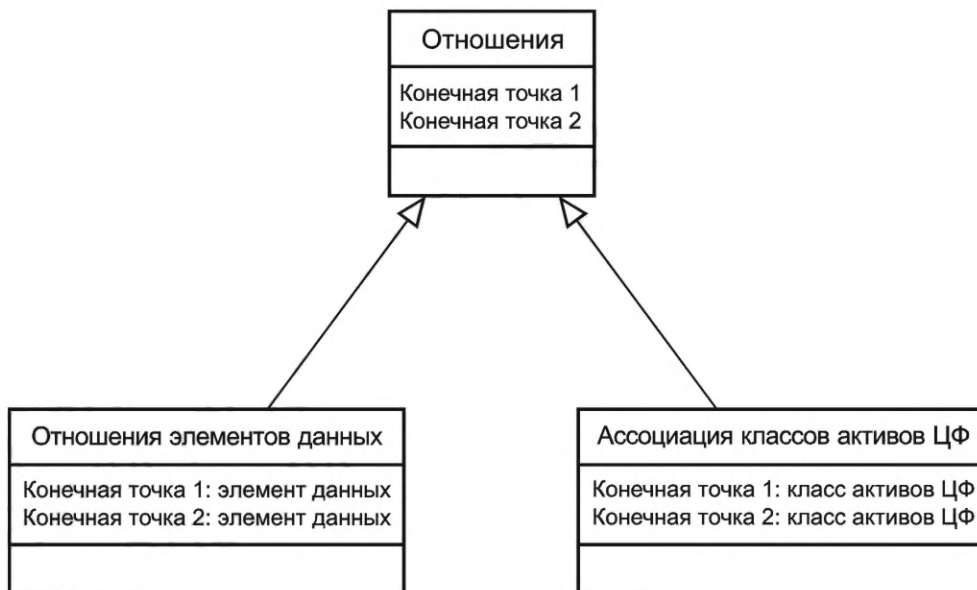 Отношения
Конечная точка 1
Конечная точка 2
Отношения элементов данных
Конечная точка 1: элемент данных
Конечная точка 2: элемент данных
Ассоциация классов активов ЦФ
Конечная точка 1: класс активов ЦФ
Конечная точка 2: класс активов ЦФ